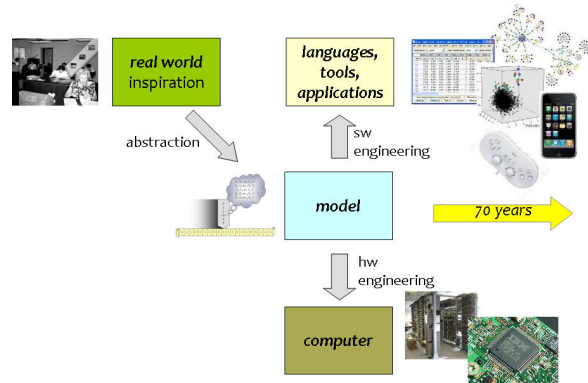 real world
inspiration
languages,
tools,
applications
abstraction
sw
engineering
model
70 years
hw
engineering
computer